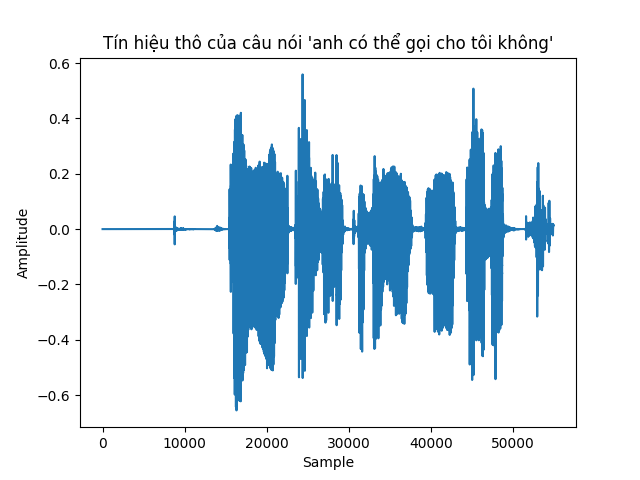 Tín hiệu thô của câu nói 'anh có thể gọi cho tôi không'
0.6
0.4
0.2
0.0
−0.2
−0.4
−0.6
Amplitude
0 10000 20000 30000 40000 50000
Sample